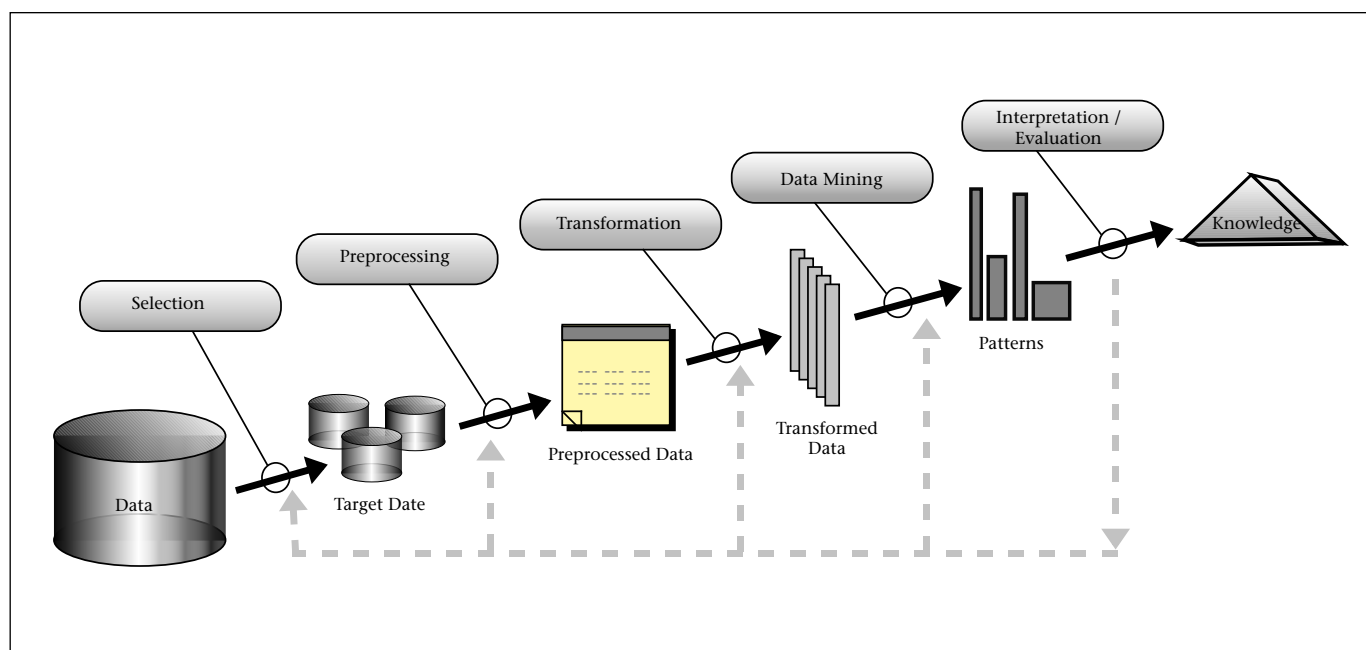 Interpretation /
Evaluation
Data Mining
Transformation
Preprocessing
Selection
Knowledge
Patterns
Transformed
Data
Preprocessed Data
Target Date
Data